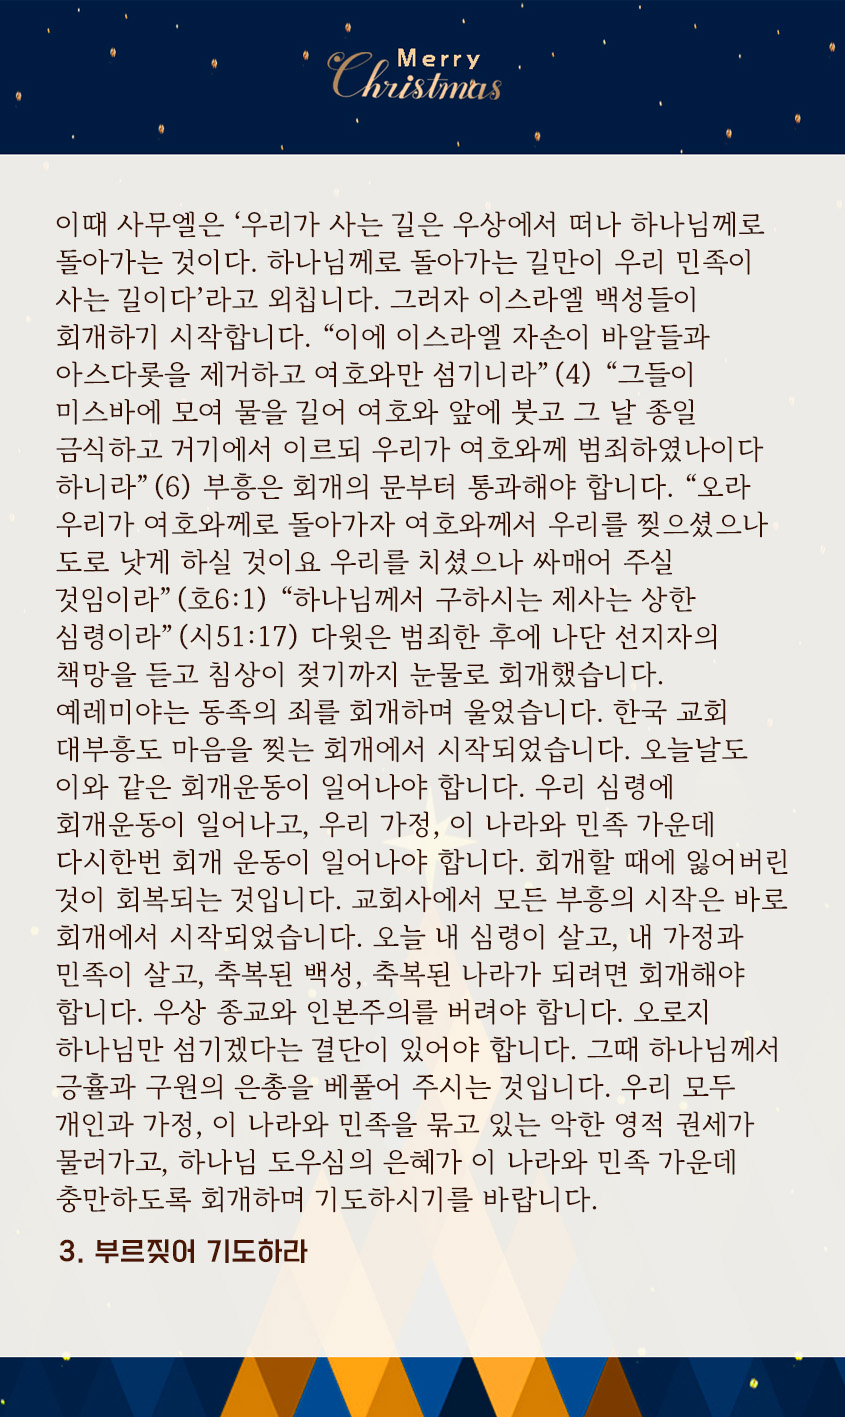 Merry
Christmas
이때 사무엘은 ‘우리가 사는 길은 우상에서 떠나 하나님께로
돌아가는 것이다. 하나님께로 돌아가는 길만이 우리 민족이
사는 길이다’라고 외칩니다. 그러자 이스라엘 백성들이
회개하기 시작합니다. “이에 이스라엘 자손이 바알들과
아스다롯을 제거하고 여호와만 섬기니라” (4) “그들이
미스바에 모여 물을 길어 여호와 앞에 붓고 그 날 종일
금식하고 거기에서 이르되 우리가 여호와께 범죄하였나이다
하니라” (6) 부흥은 회개의 문부터 통과해야 합니다. “오라
우리가 여호와께로 돌아가자 여호와께서 우리를 찢으셨으나
도로 낫게 하실 것이요 우리를 치셨으나 싸매어 주실
것임이라” (호6:1) “하나님께서 구하시는 제사는 상한
심령이라” (시51:17) 다윗은 범죄한 후에 나단 선지자의
책망을 듣고 침상이 젖기까지 눈물로 회개했습니다.
예레미야는 동족의 죄를 회개하며 울었습니다. 한국 교회
대부흥도 마음을 찢는 회개에서 시작되었습니다. 오늘날도
이와 같은 회개운동이 일어나야 합니다. 우리 심령에
회개운동이 일어나고, 우리 가정, 이 나라와 민족 가운데
다시한번 회개 운동이 일어나야 합니다. 회개할 때에 잃어버린
것이 회복되는 것입니다. 교회사에서 모든 부흥의 시작은 바로
회개에서 시작되었습니다. 오늘 내 심령이 살고, 내 가정과
민족이 살고, 축복된 백성, 축복된 나라가 되려면 회개해야
합니다. 우상 종교와 인본주의를 버려야 합니다. 오로지
하나님만 섬기겠다는 결단이 있어야 합니다. 그때 하나님께서
긍휼과 구원의 은총을 베풀어 주시는 것입니다. 우리 모두
개인과 가정, 이 나라와 민족을 묶고 있는 악한 영적 권세가
물러가고, 하나님 도우심의 은혜가 이 나라와 민족 가운데
충만하도록 회개하며 기도하시기를 바랍니다.
3. 부르짖어 기도하라